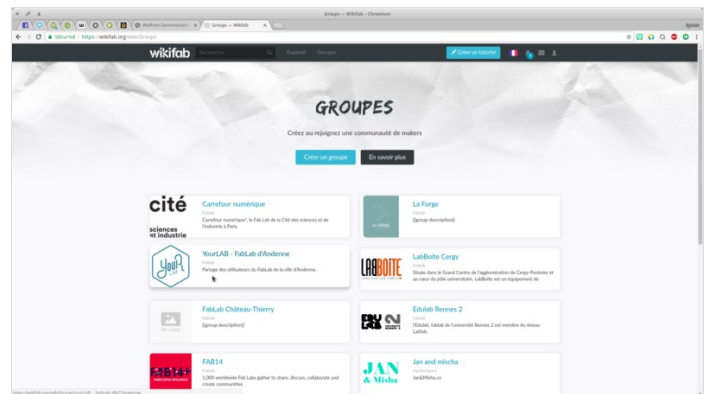 Groups — Wikifab - Chromium
Wolfram Demonstrations
Groups — Wikifab
Sécurisé | https://wikifab.org/wiki/Groups
wikifab
Rechercher
Explorer
Groupes
Créer un tutoriel
GROUPES
Créez ou rejoignez une communauté de makers
Créer un groupe
En savoir plus
cité
sciences
et industrie
Carrefour numérique
Fablab
Carrefour numérique², le Fab Lab de la Cité des sciences et de
l'industrie à Paris.
La Forge
Fablab
{{group-description}}
YouR
LAB
YourLAB - FabLab d'Andenne
Fablab
Partage des utilisateurs du FabLab de la ville d'Andenne.
LABBOITE
LabBoite Cergy
Fablab
Située dans le Grand Centre de l'agglomération de Cergy-Pontoise et
au cœur du pôle universitaire, LabBoite est un équipement de
FabLab Château-Thierry
Fablab
{{group-description}}
EDU
LAB
Edulab Rennes 2
Fablab
l'Edulab, fablab de l'université Rennes 2 est membre du réseau
Labfab.
FAB14+
FAB14
Fablab
1,000 worldwide Fab Labs gather to share, discuss, collaborate and
create communities.
JAN
& Misha
Jan and mischa
Jan&Misha.co